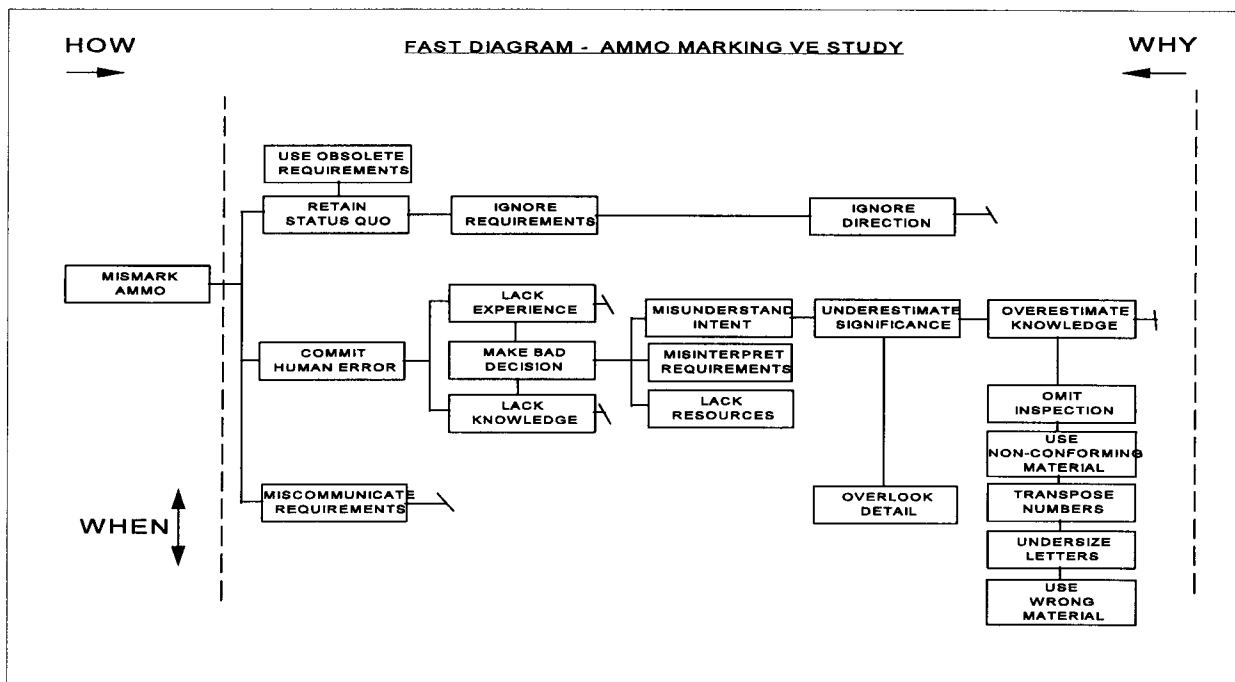 HOW
FAST DIAGRAM - AMMO MARKING VE STUDY
WHY
USE OBSOLETE
REQUIREMENTS
RETAIN
STATUS QUO
IGNORE
REQUIREMENTS
IGNORE
DIRECTION
MISMARK
AMMO
LACK
EXPERIENCE
MISUNDERSTAND
INTENT
UNDERESTIMATE
SIGNIFICANCE
OVERESTIMATE
KNOWLEDGE
COMMIT
HUMAN ERROR
MAKE BAD
DECISION
MISINTERPRET
REQUIREMENTS
LACK
KNOWLEDGE
LACK
RESOURCES
OMIT
INSPECTION
USE
NON-CONFORMING
MATERIAL
MISCOMMUNICATE
REQUIREMENTS
OVERLOOK
DETAIL
TRANSPOSE
NUMBERS
WHEN
UNDERSIZE
LETTERS
USE
WRONG
MATERIAL